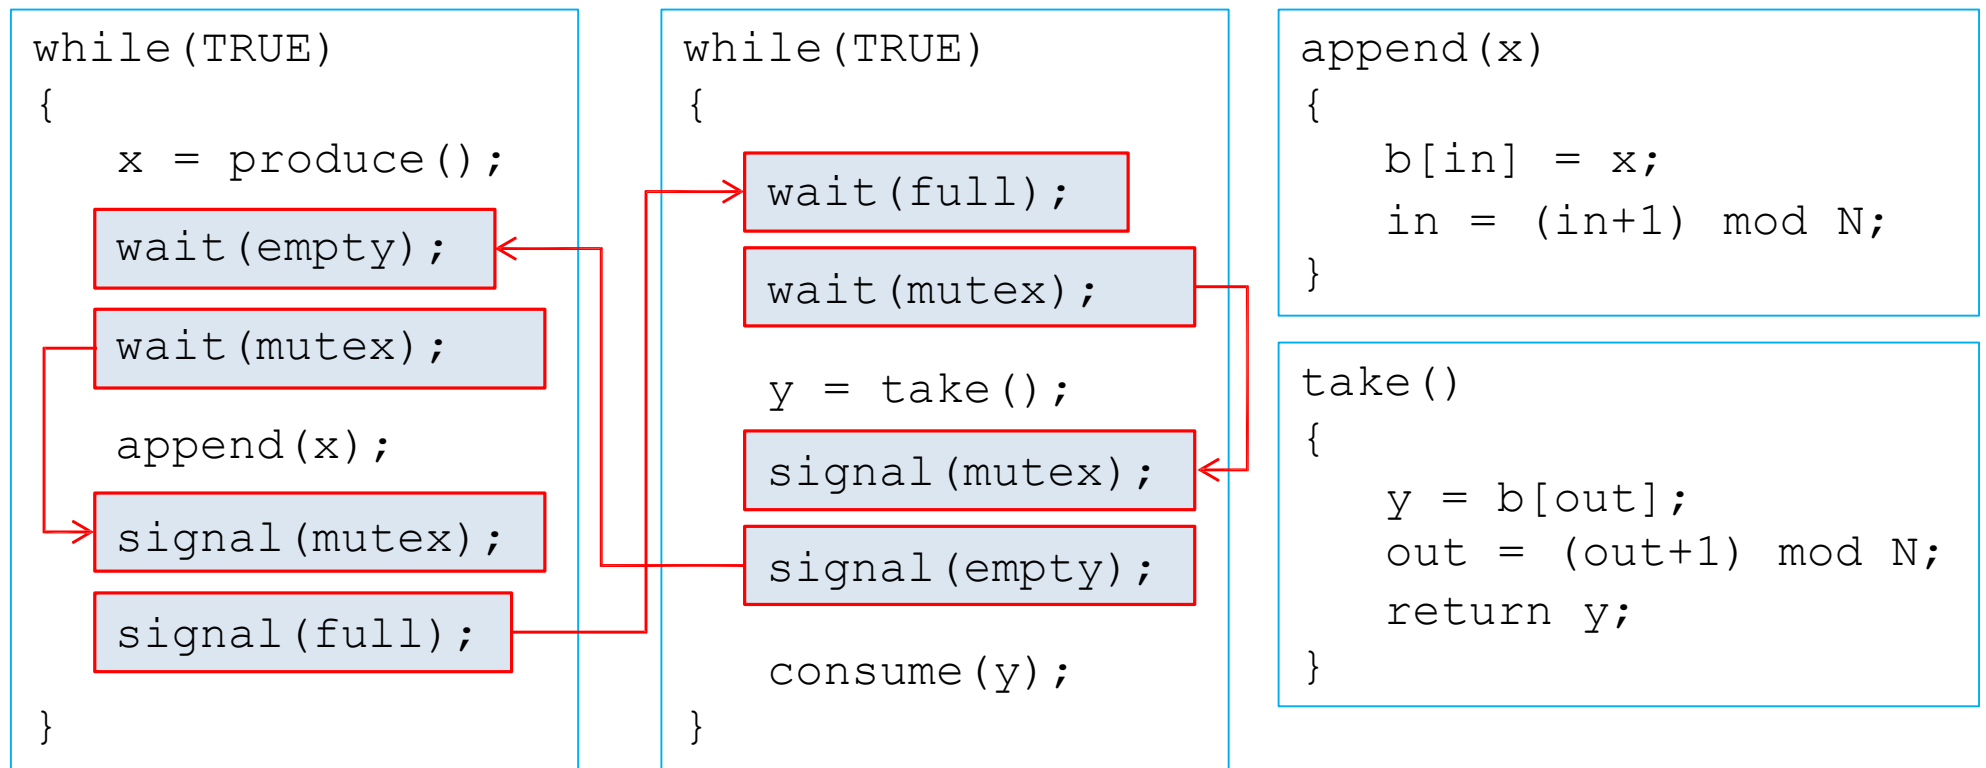 while(TRUE)
{
x = produce();
wait(empty);
wait(mutex);
append(x);
signal(mutex);
signal(full);
}
while(TRUE)
{
wait(full);
wait(mutex);
y = take();
signal(mutex);
signal(empty);
consume(y);
}
append(x)
{
b[in] = x;
in = (in+1) mod N;
}
take()
{
y = b[out];
out = (out+1) mod N;
return y;
}